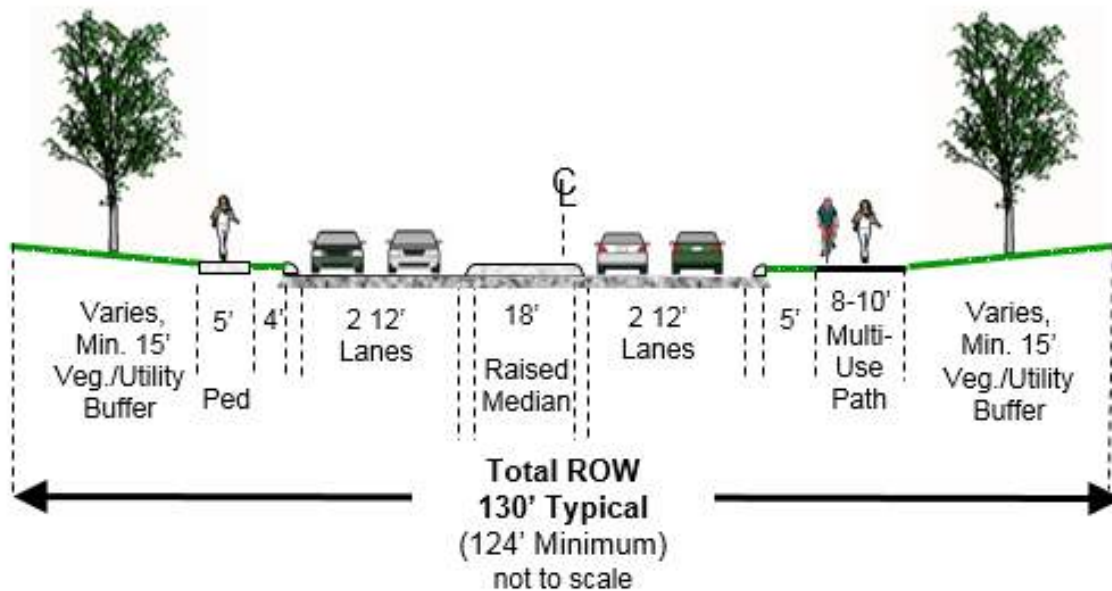 ℄
Varies,
Min. 15’
Veg./Utility
Buffer
5’
Ped
4’
2 12’
Lanes
18’
Raised
Median
2 12’
Lanes
5’
8-10’
Multi-
Use
Path
Varies,
Min. 15’
Veg./Utility
Buffer
Total ROW
130’ Typical
(124’ Minimum)
not to scale